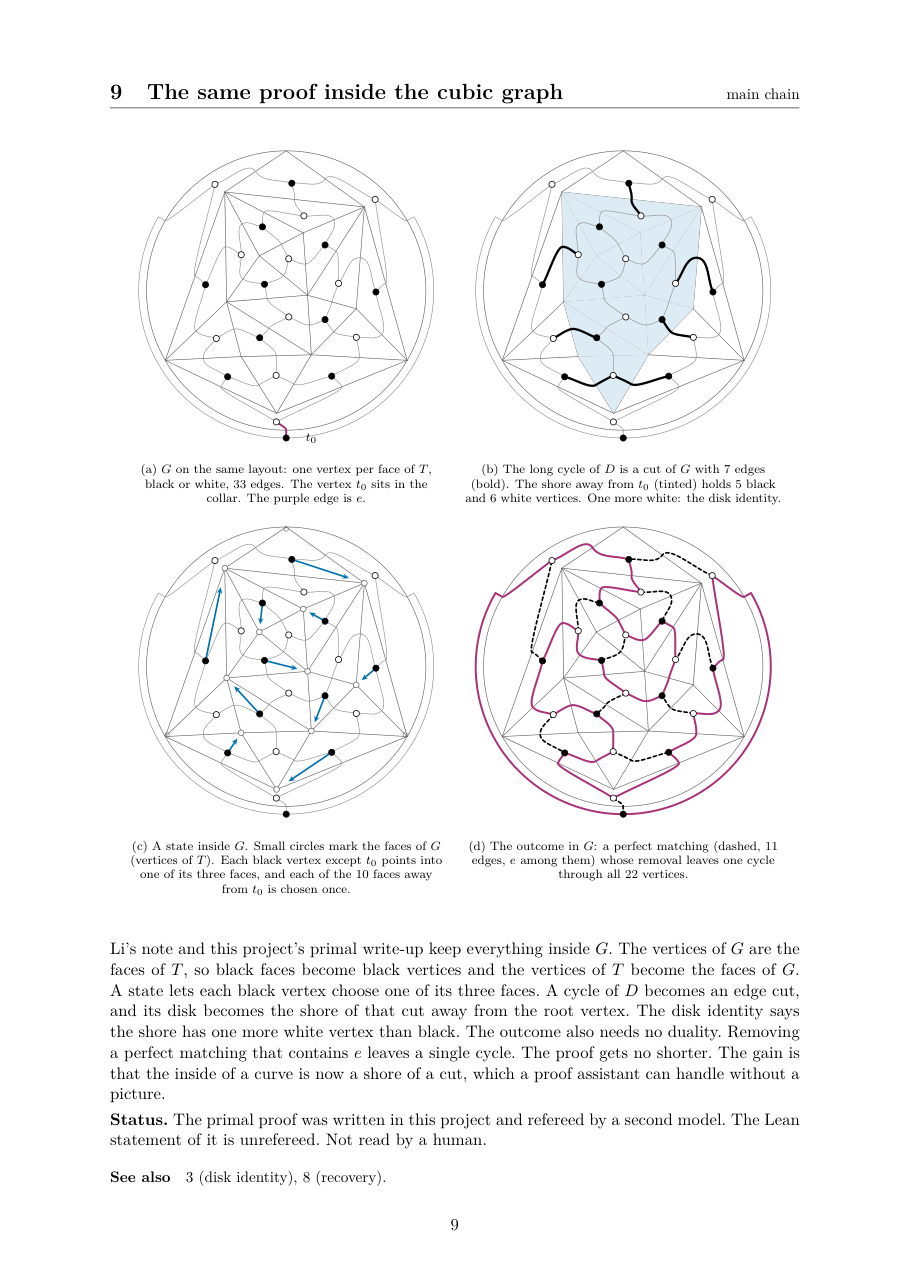 9 The same proof inside the cubic graph
main chain
t0
(a) G on the same layout: one vertex per face of T,
black or white, 33 edges. The vertex t0 sits in the
collar. The purple edge is e.
(b) The long cycle of D is a cut of G with 7 edges
(bold). The shore away from t0 (tinted) holds 5 black
and 6 white vertices. One more white: the disk identity.
(c) A state inside G. Small circles mark the faces of G
(vertices of T). Each black vertex except t0 points into
one of its three faces, and each of the 10 faces away
from t0 is chosen once.
(d) The outcome in G: a perfect matching (dashed, 11
edges, e among them) whose removal leaves one cycle
through all 22 vertices.
Li's note and this project's primal write-up keep everything inside G. The vertices of G are the
faces of T, so black faces become black vertices and the vertices of T become the faces of G.
A state lets each black vertex choose one of its three faces. A cycle of D becomes an edge cut,
and its disk becomes the shore of that cut away from the root vertex. The disk identity says
the shore has one more white vertex than black. The outcome also needs no duality. Removing
a perfect matching that contains e leaves a single cycle. The proof gets no shorter. The gain is
that the inside of a curve is now a shore of a cut, which a proof assistant can handle without a
picture.
Status. The primal proof was written in this project and refereed by a second model. The Lean
statement of it is unrefereed. Not read by a human.
See also 3 (disk identity), 8 (recovery).
9